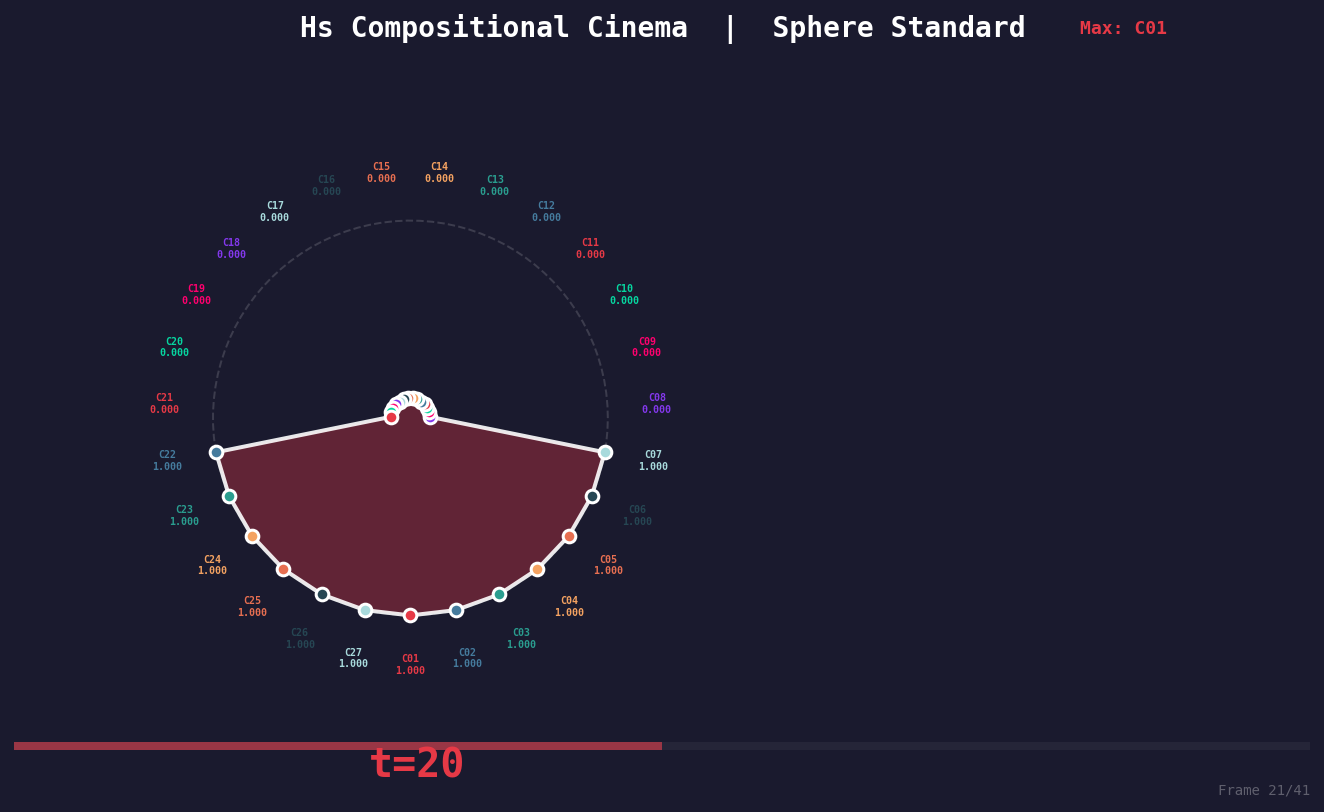 Hs Compositional Cinema | Sphere Standard
Max: C01
C15
0.000
C14
0.000
C16
0.000
C13
0.000
C17
0.000
C12
0.000
C18
0.000
C11
0.000
C19
0.000
C10
0.000
C20
0.000
C09
0.000
C21
0.000
C08
0.000
C22
1.000
C07
1.000
C23
1.000
C06
1.000
C24
1.000
C05
1.000
C25
1.000
C04
1.000
C26
1.000
C03
1.000
C27
1.000
C01
1.000
C02
1.000
t=20
Frame 21/41